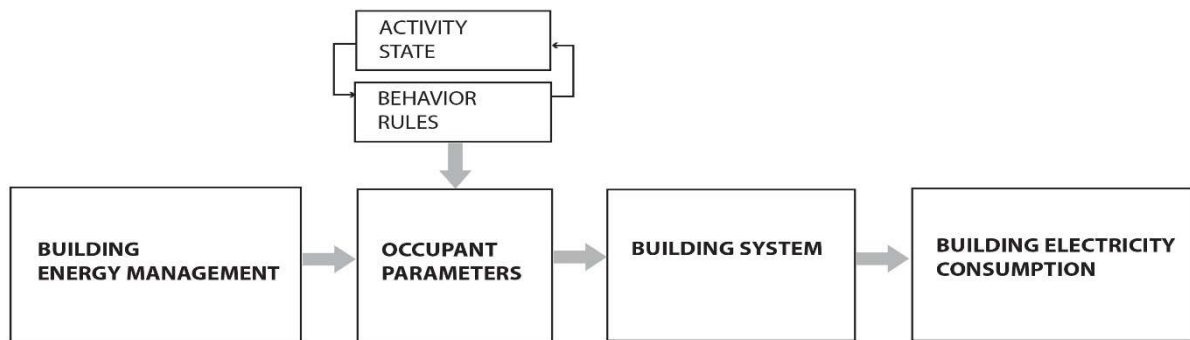 ACTIVITY
STATE
BEHAVIOR
RULES
BUILDING
ENERGY MANAGEMENT
OCCUPANT
PARAMETERS
BUILDING SYSTEM
BUILDING ELECTRICITY
CONSUMPTION